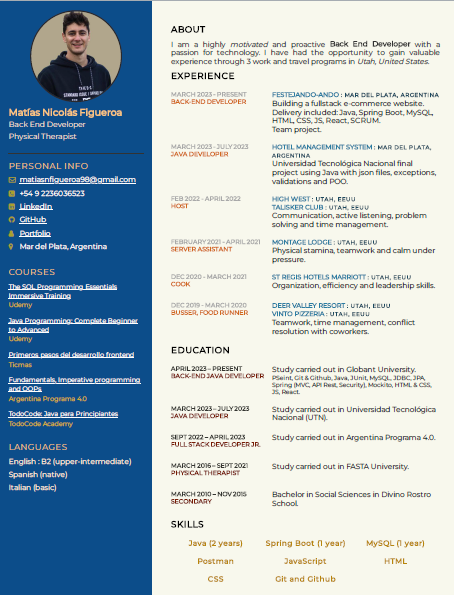 Matías Nicolás Figueroa
Back End Developer
Physical Therapist
PERSONAL INFO
matiasnfigueroa98@gmail.com
+54 9 2236036523
LinkedIn
GitHub
Portfolio
Mar del Plata, Argentina
COURSES
The SQL Programming Essentials
Immersive Training
Udemy
Java Programming: Complete Beginner
to Advanced
Udemy
Primeros pasos del desarrollo frontend
Ticmas
Fundamentals, Imperative programming
and OOPs
Argentina Programa 4.0
TodoCode: Java para Principiantes
TodoCode Academy
LANGUAGES
English : B2 (upper-intermediate)
Spanish (native)
Italian (basic)
ABOUT
I am a highly motivated and proactive Back End Developer with a
passion for technology. I have had the opportunity to gain valuable
experience through 3 work and travel programs in Utah, United States.
EXPERIENCE
MARCH 2023 - PRESENT
BACK-END DEVELOPER
FESTEJANDO-ANDO : MAR DEL PLATA, ARGENTINA
Building a fullstack e-commerce website.
Delivery included: Java, Spring Boot, MySQL,
HTML, CSS, JS, React, SCRUM.
Team project.
MARCH 2023 - JULY 2023
JAVA DEVELOPER
HOTEL MANAGEMENT SYSTEM : MAR DEL PLATA,
ARGENTINA
Universidad Tecnológica Nacional final
project using Java with json files, exceptions,
validations and POO.
FEB 2022 - APRIL 2022
HOST
HIGH WEST : UTAH, EEUU
TALISKER CLUB : UTAH, EEUU
Communication, active listening, problem
solving and time management.
FEBRUARY 2021 - APRIL 2021
SERVER ASSISTANT
MONTAGE LODGE : UTAH, EEUU
Physical stamina, teamwork and calm under
pressure.
DEC 2020 - MARCH 2021
COOK
ST REGIS HOTELS MARRIOTT : UTAH, EEUU
Organization, efficiency and leadership skills.
DEC 2019 - MARCH 2020
BUSSER, FOOD RUNNER
DEER VALLEY RESORT : UTAH, EEUU
VINTO PIZZERIA : UTAH, EEUU
Teamwork, time management, conflict
resolution with coworkers.
EDUCATION
APRIL 2023 – PRESENT
BACK-END JAVA DEVELOPER
Study carried out in Globant University.
PSeint, Git & Github, Java, JUnit, MySQL, JDBC, JPA,
Spring (MVC, API Rest, Security), Mockito, HTML & CSS,
JS, React.
MARCH 2023 – JULY 2023
JAVA DEVELOPER
Study carried out in Universidad Tecnológica
Nacional (UTN).
SEPT 2022 – APRIL 2023
FULL STACK DEVELOPER JR.
Study carried out in Argentina Programa 4.0.
MARCH 2016 – SEPT 2021
PHYSICAL THERAPIST
Study carried out in FASTA University.
MARCH 2010 – NOV 2015
SECONDARY
Bachelor in Social Sciences in Divino Rostro
School.
SKILLS
Java (2 years)
Spring Boot (1 year)
MySQL (1 year)
Postman
JavaScript
HTML
CSS
Git and Github